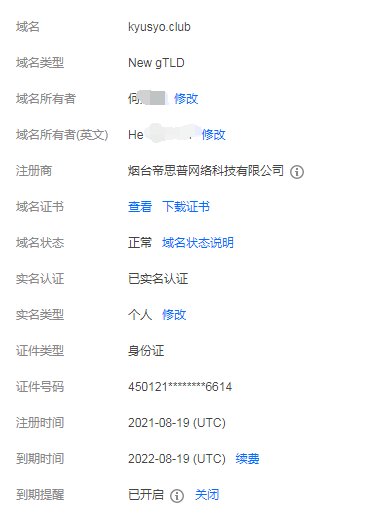 域名 kyusyo.club
域名类型 New gTLD
域名所有者 何 修改
域名所有者(英文) He 修改
注册商 烟台帝思普网络科技有限公司
域名证书 查看 下载证书
域名状态 正常 域名状态说明
实名认证 已实名认证
实名类型 个人 修改
证件类型 身份证
证件号码 450121********6614
注册时间 2021-08-19 (UTC)
到期时间 2022-08-19 (UTC) 续费
到期提醒 已开启 关闭